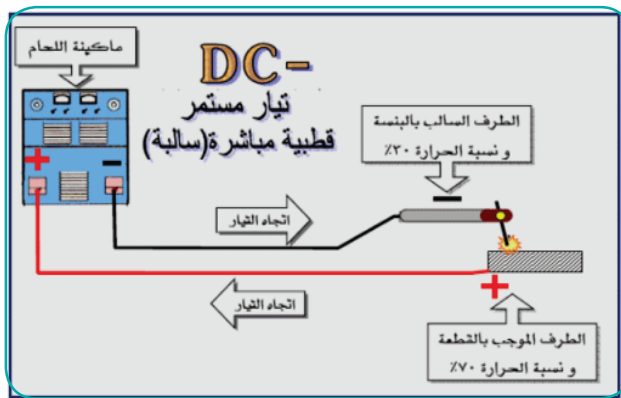 ماكينة اللحام
DC-
تيار مستمر
قطبية مباشرة(سالبة)
الطرف السالب بالبنسة
و نسبة الحرارة ٣٠٪
+
-
اتجاه التيار
اتجاه التيار
+
الطرف الموجب بالقطعة
و نسبة الحرارة ٧٠٪